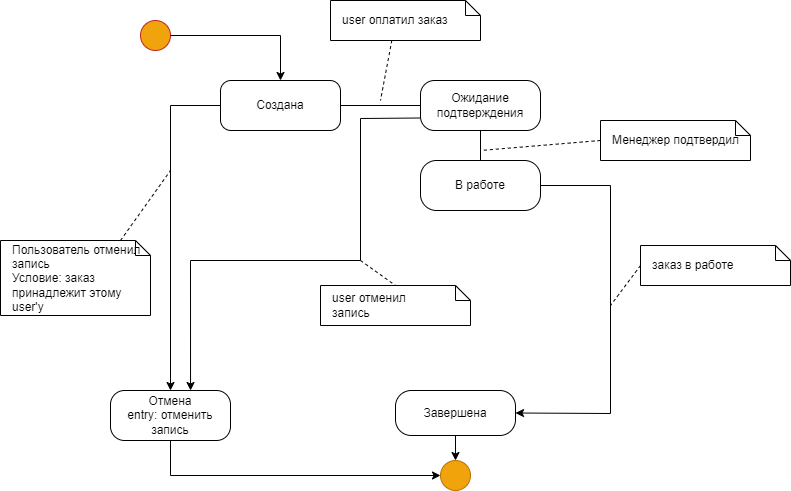 user оплатил заказ
Создана
Ожидание
подтверждения
Менеджер подтвердил
В работе
Пользователь отменил
запись
Условие: заказ
принадлежит этому
user'у
заказ в работе
user отменил
запись
Отмена
entry: отменить
запись
Завершена